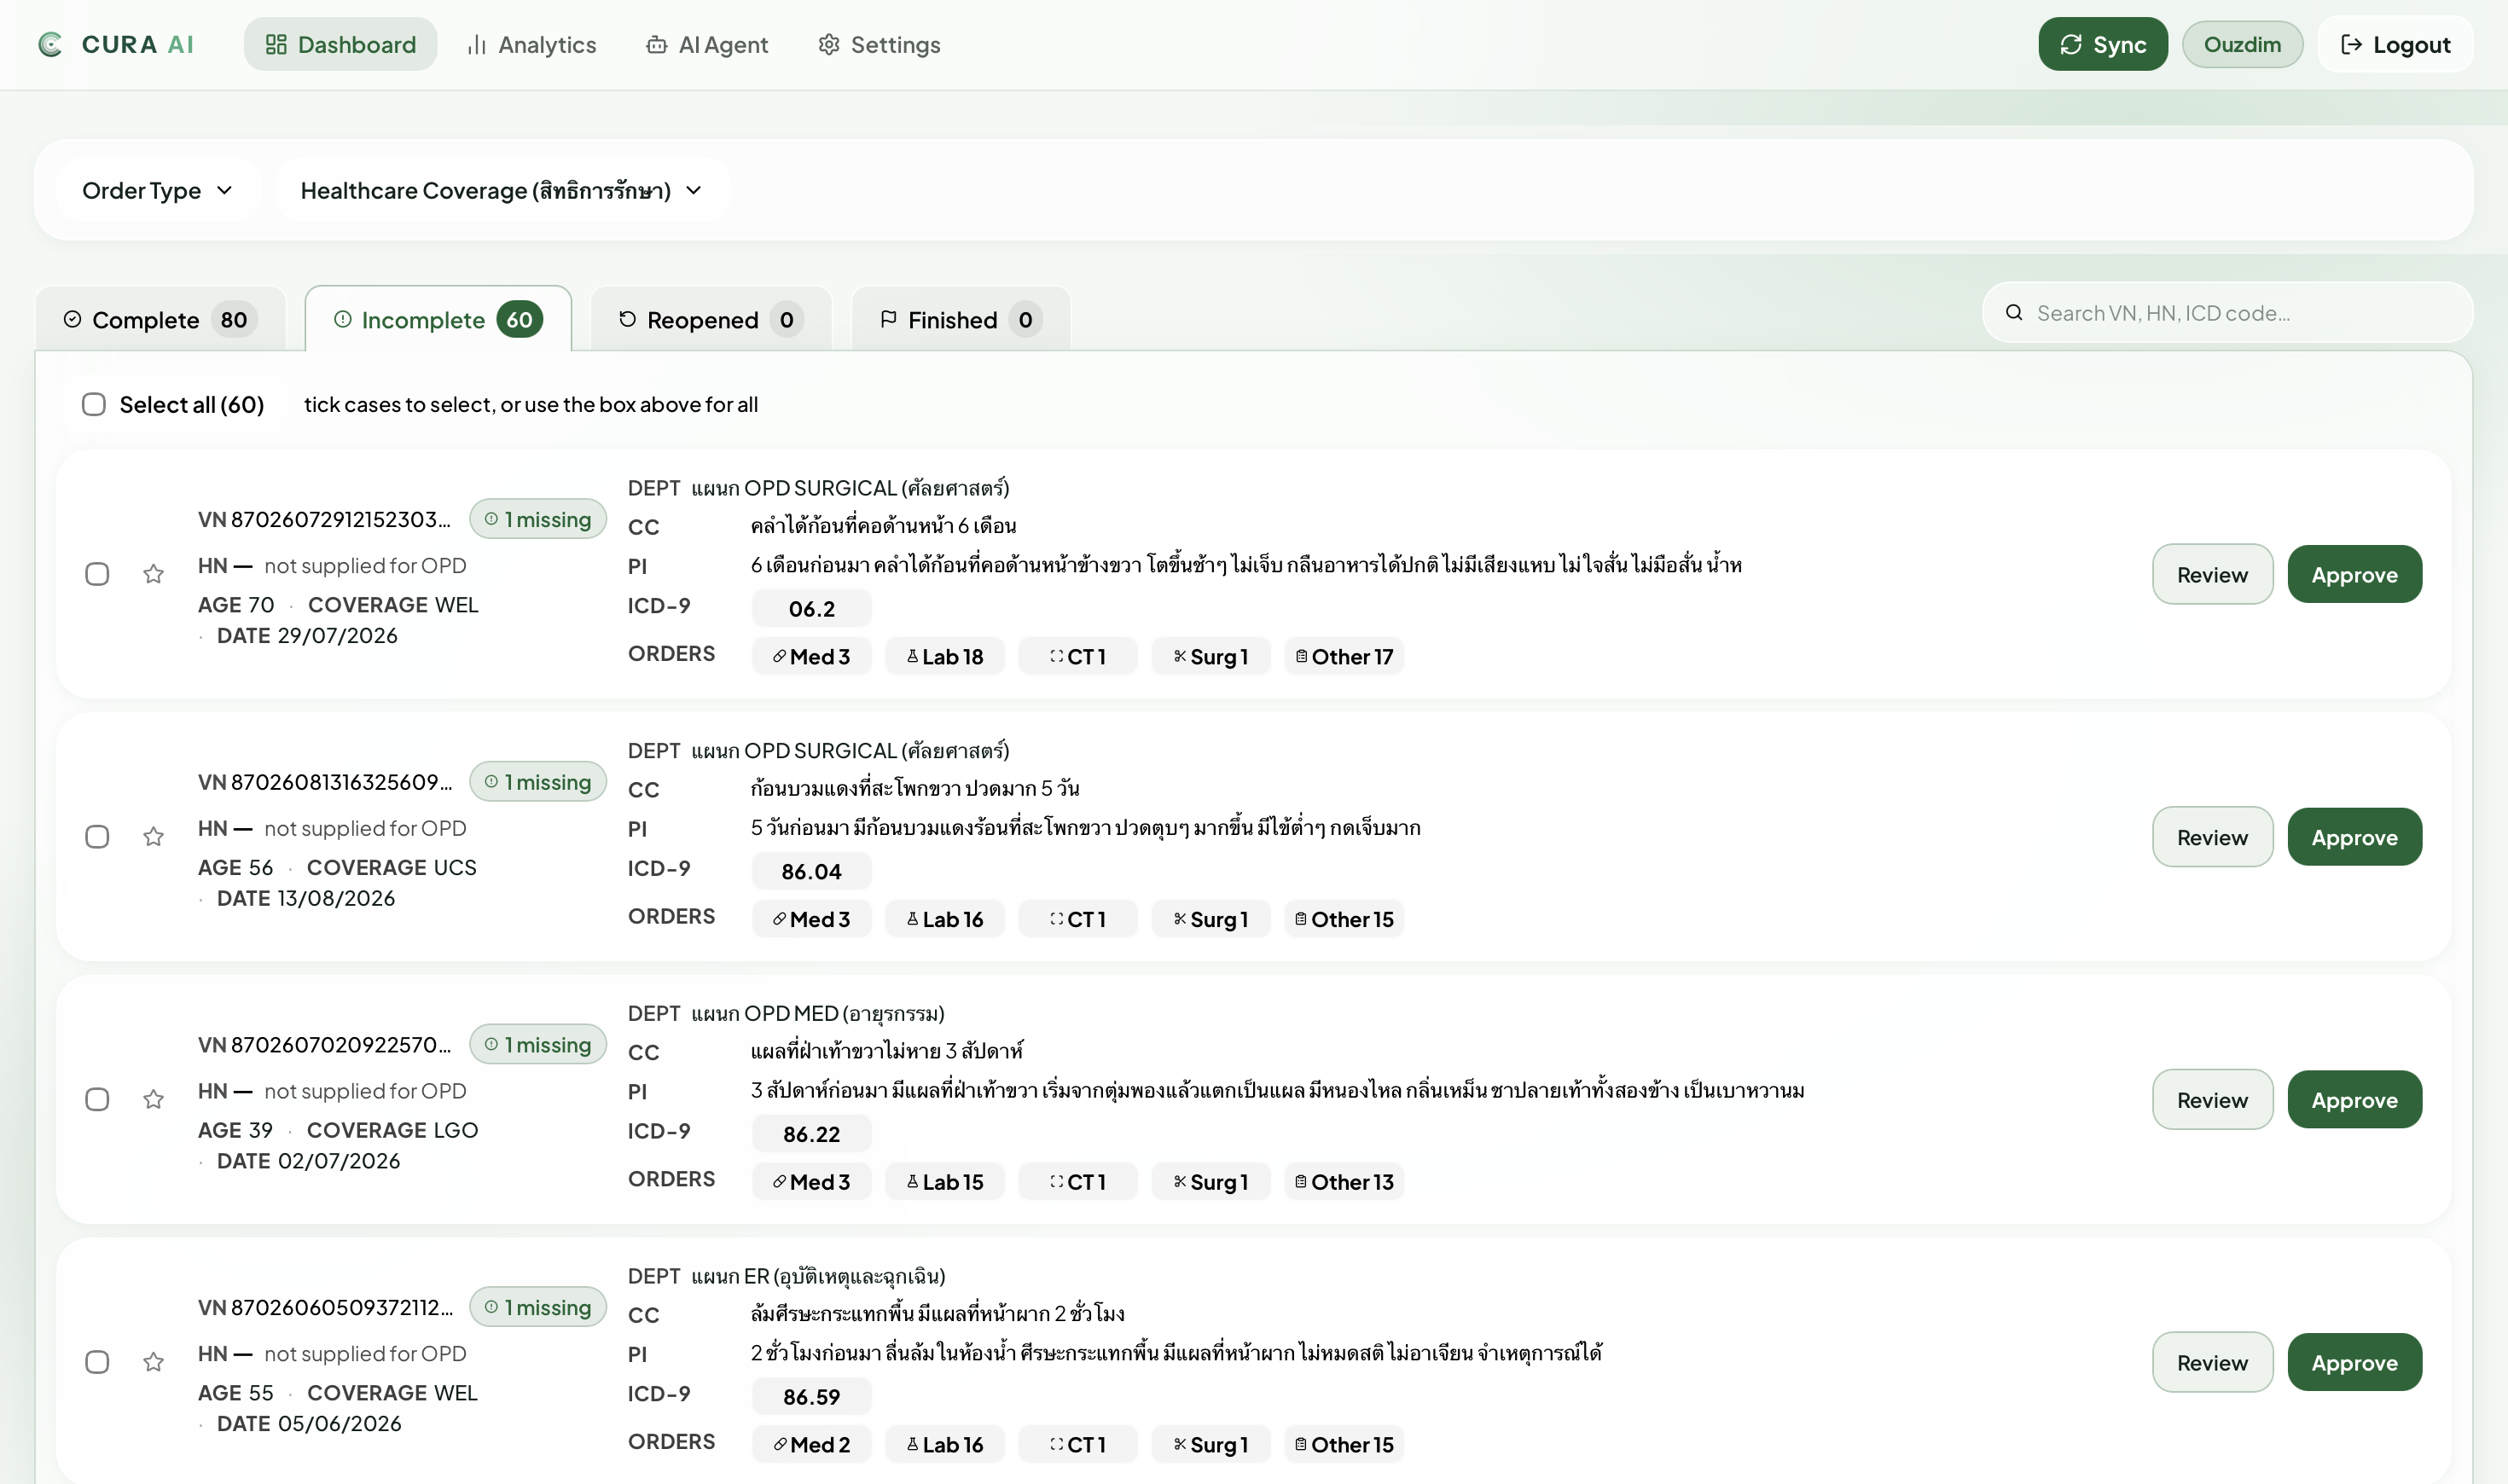 CURA AI
Dashboard
Analytics
AI Agent
Settings
Sync
Ouzdim
Logout
Order Type
Healthcare Coverage (สิทธิการรักษา)
Complete 80
Incomplete 60
Reopened 0
Finished 0
Search VN, HN, ICD code...
Select all (60)
tick cases to select, or use the box above for all
VN 87026072912152303...
1 missing
HN — not supplied for OPD
AGE 70 · COVERAGE WEL
· DATE 29/07/2026
DEPT แผนก OPD SURGICAL (ศัลยศาสตร์)
CC คลำได้ก้อนที่คอด้านหน้า 6 เดือน
PI 6 เดือนก่อนมา คลำได้ก้อนที่คอด้านหน้าข้างขวา โตขึ้นช้าๆ ไม่เจ็บ กลืนอาหารได้ปกติ ไม่มีเสียงแหบ ไม่ใจสั่น ไม่มือสั่น น้ำห
ICD-9 06.2
ORDERS Med 3 Lab 18 CT 1 Surg 1 Other 17
Review
Approve
VN 87026081316325609...
1 missing
HN — not supplied for OPD
AGE 56 · COVERAGE UCS
· DATE 13/08/2026
DEPT แผนก OPD SURGICAL (ศัลยศาสตร์)
CC ก้อนบวมแดงที่สะโพกขวา ปวดมาก 5 วัน
PI 5 วันก่อนมา มีก้อนบวมแดงร้อนที่สะโพกขวา ปวดตุบๆ มากขึ้น มีไข้ต่ำๆ กดเจ็บมาก
ICD-9 86.04
ORDERS Med 3 Lab 16 CT 1 Surg 1 Other 15
Review
Approve
VN 8702607020922570...
1 missing
HN — not supplied for OPD
AGE 39 · COVERAGE LGO
· DATE 02/07/2026
DEPT แผนก OPD MED (อายุรกรรม)
CC แผลที่ฝ่าเท้าขวาไม่หาย 3 สัปดาห์
PI 3 สัปดาห์ก่อนมา มีแผลที่ฝ่าเท้าขวา เริ่มจากตุ่มพองแล้วแตกเป็นแผล มีหนองไหล กลิ่นเหม็น ชาปลายเท้าทั้งสองข้าง เป็นเบาหวานม
ICD-9 86.22
ORDERS Med 3 Lab 15 CT 1 Surg 1 Other 13
Review
Approve
VN 87026060509372112...
1 missing
HN — not supplied for OPD
AGE 55 · COVERAGE WEL
· DATE 05/06/2026
DEPT แผนก ER (อุบัติเหตุและฉุกเฉิน)
CC ล้มศีรษะกระแทกพื้น มีแผลที่หน้าผาก 2 ชั่วโมง
PI 2 ชั่วโมงก่อนมา ลื่นล้มในห้องน้ำ ศีรษะกระแทกพื้น มีแผลที่หน้าผาก ไม่หมดสติ ไม่อาเจียน จำเหตุการณ์ได้
ICD-9 86.59
ORDERS Med 2 Lab 16 CT 1 Surg 1 Other 15
Review
Approve